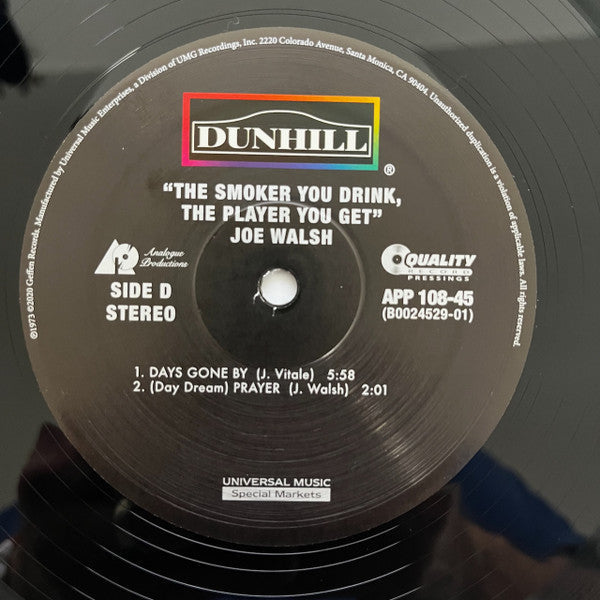 ©1973 ©2020 Geffen Records. Manufactured by Universal Music Enterprises, a Division of UMG Recordings, Inc. 2220 Colorado Avenue, Santa Monica, CA 90404. Unauthorized duplication is a violation of applicable laws. All rights reserved.
DUNHILL
®
"THE SMOKER YOU DRINK,
THE PLAYER YOU GET"
JOE WALSH
AP Analogue
Productions
QUALITY
RECORD
PRESSINGS
SIDE D
STEREO
APP 108-45
(B0024529-01)
1. DAYS GONE BY (J. Vitale) 5:58
2. (Day Dream) PRAYER (J. Walsh) 2:01
UNIVERSAL MUSIC
Special Markets